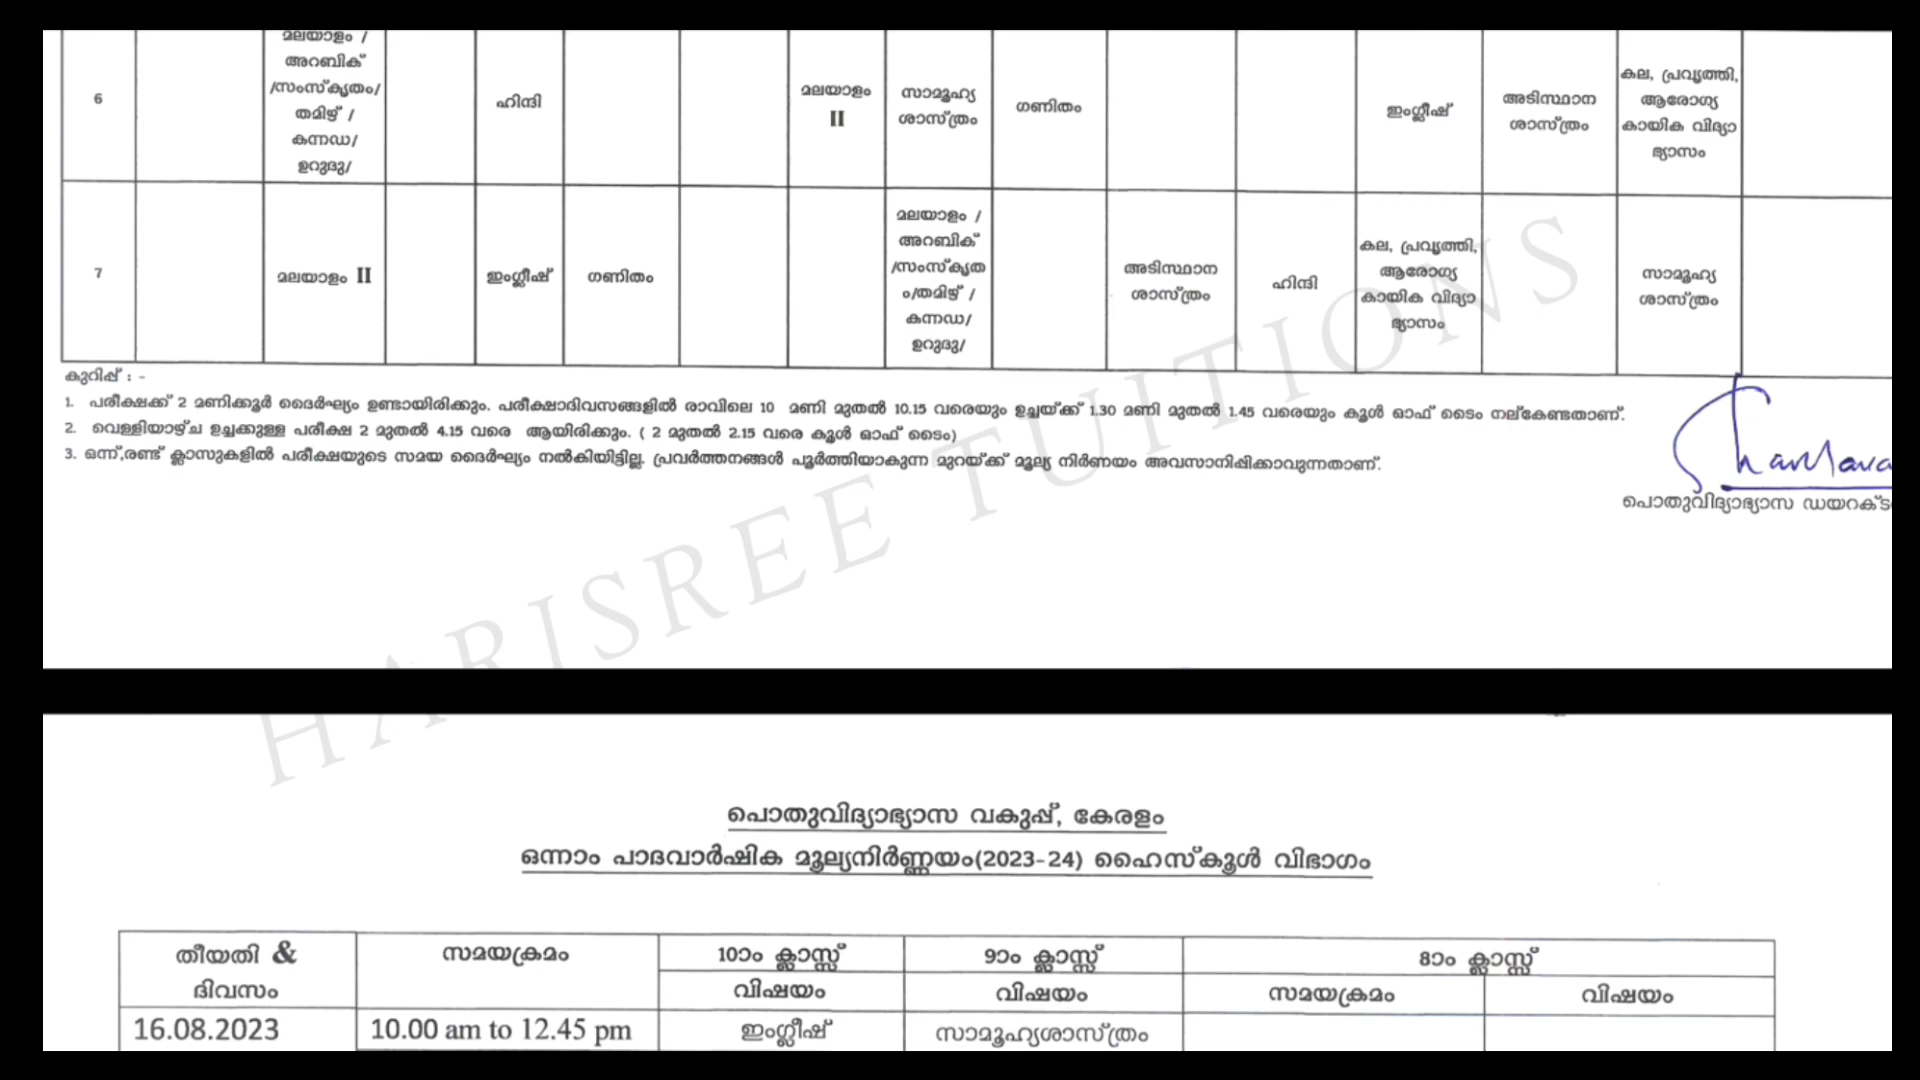 6
മലയാളം /
അറബിക്
/സംസ്കൃതം/
തമിഴ് /
കന്നഡ/
ഉറുദു/
ഹിന്ദി
മലയാളം
II
സാമൂഹ്യ
ശാസ്ത്രം
ഗണിതം
ഇംഗ്ലീഷ്
അടിസ്ഥാന
ശാസ്ത്രം
കല, പ്രവൃത്തി,
ആരോഗ്യ
കായിക വിദ്യാ
ഭ്യാസം
7
മലയാളം II
ഇംഗ്ലീഷ്
ഗണിതം
മലയാളം /
അറബിക്
/സംസ്കൃത
ം/തമിഴ് /
കന്നഡ/
ഉറുദു/
അടിസ്ഥാന
ശാസ്ത്രം
ഹിന്ദി
കല, പ്രവൃത്തി,
ആരോഗ്യ
കായിക വിദ്യാ
ഭ്യാസം
സാമൂഹ്യ
ശാസ്ത്രം
കുറിപ്പ് : -
1. പരീക്ഷക്ക് 2 മണിക്കൂർ ദൈർഘ്യം ഉണ്ടായിരിക്കും. പരീക്ഷാദിവസങ്ങളിൽ രാവിലെ 10 മണി മുതൽ 10.15 വരെയും ഉച്ചയ്ക്ക് 1.30 മണി മുതൽ 1.45 വരെയും കൂൾ ഓഫ് ടൈം നല്കേണ്ടതാണ്.
2. വെള്ളിയാഴ്ച ഉച്ചക്കുള്ള പരീക്ഷ 2 മുതൽ 4.15 വരെ ആയിരിക്കും. ( 2 മുതൽ 2.15 വരെ കൂൾ ഓഫ് ടൈം)
3. ഒന്ന്,രണ്ട് ക്ലാസുകളിൽ പരീക്ഷയുടെ സമയ ദൈർഘ്യം നൽകിയിട്ടില്ല. പ്രവർത്തനങ്ങൾ പൂർത്തിയാകുന്ന മുറയ്ക്ക് മൂല്യ നിർണയം അവസാനിപ്പിക്കാവുന്നതാണ്.
പൊതുവിദ്യാഭ്യാസ
HARISREE TUITIONS
പൊതുവിദ്യാഭ്യാസ വകുപ്പ്, കേരളം
ഒന്നാം പാദവാർഷിക മൂല്യനിർണ്ണയം(2023-24) ഹൈസ്കൂൾ വിഭാഗം
തീയതി &
ദിവസം
സമയക്രമം
10ാം ക്ലാസ്സ്
9ാം ക്ലാസ്സ്
8ാം ക്ലാസ്സ്
വിഷയം
വിഷയം
സമയക്രമം
വിഷയം
16.08.2023
10.00 am to 12.45 pm
ഇംഗ്ലീഷ്
സാമൂഹ്യശാസ്ത്രം